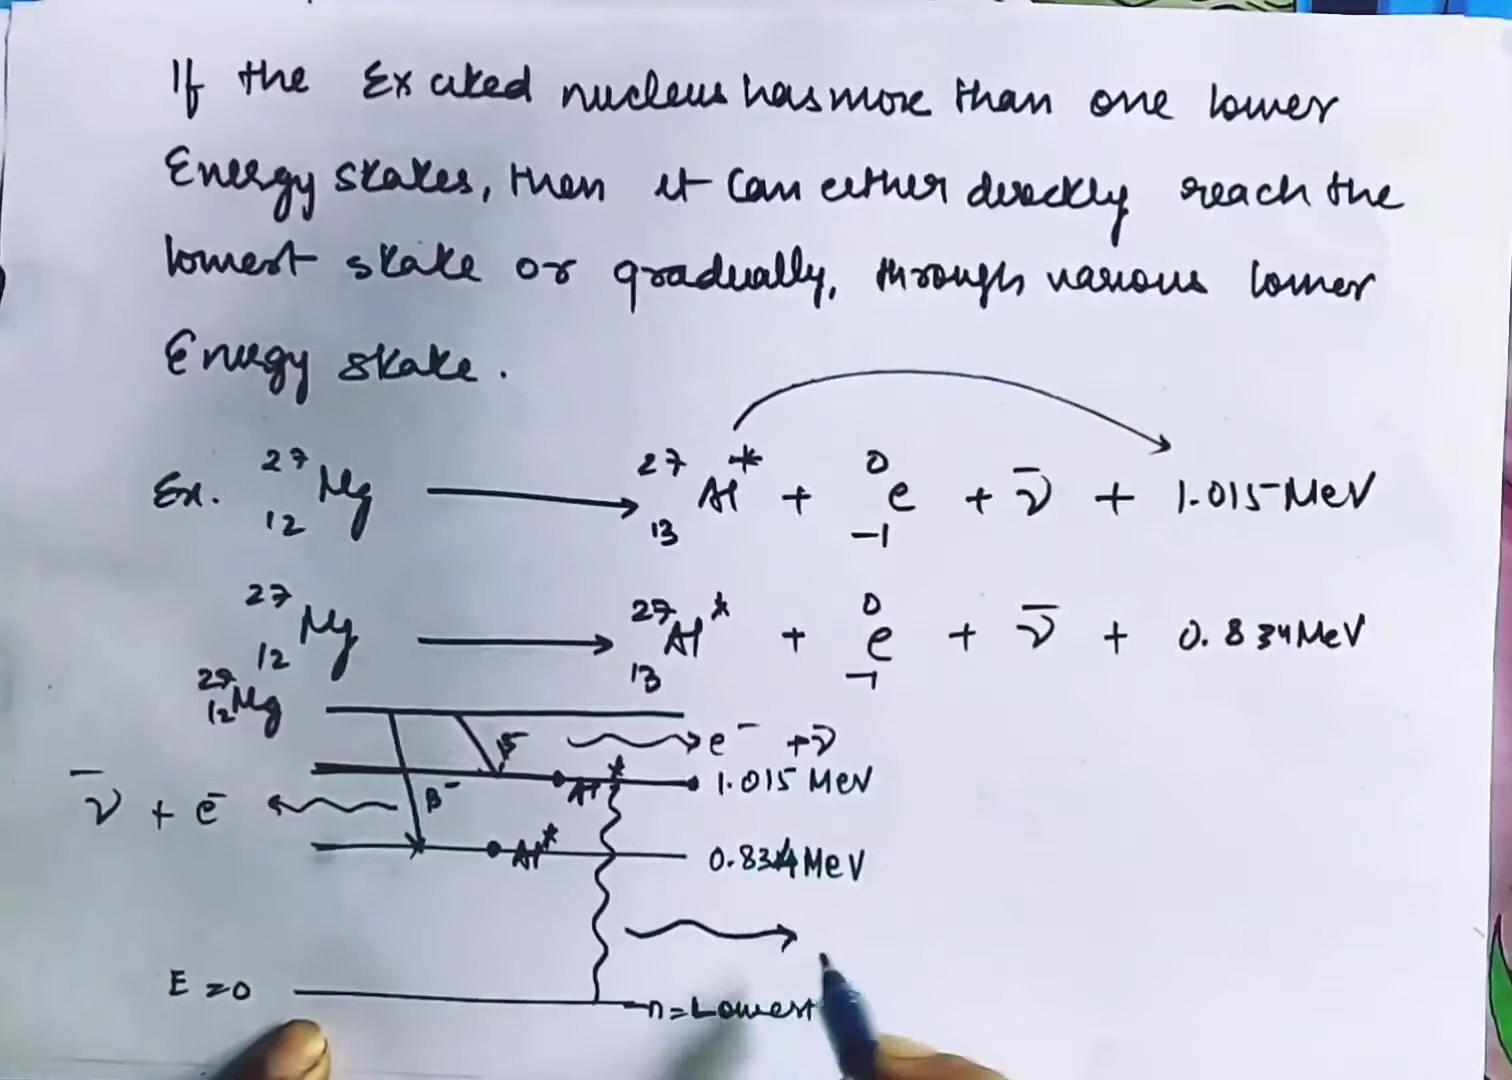 If the Excited nucleus has more than one lower
Energy states, then it can either directly reach the
lowest state or gradually, through various lower
Energy state.
Ex. ²⁷₁₂Mg ⟶ ²⁷₁₃Al* + ⁰₋₁e + ν̄ + 1.015 MeV
²⁷₁₂Mg ⟶ ²⁷₁₃Al* + ⁰₋₁e + ν̄ + 0.834 MeV
²⁷₁₂Mg
β⁻ e⁻ + ν̄
Al* 1.015 MeV
ν̄ + e⁻ β⁻
Al* 0.834 MeV
E = 0 n = Lowest